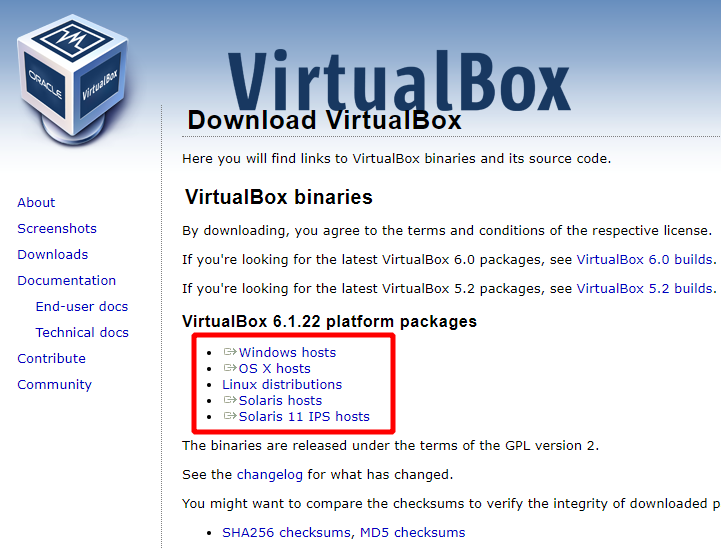 ORACLE
VirtualBox
VirtualBox
Download VirtualBox
Here you will find links to VirtualBox binaries and its source code.
About
Screenshots
Downloads
Documentation
End-user docs
Technical docs
Contribute
Community
VirtualBox binaries
By downloading, you agree to the terms and conditions of the respective license.
If you're looking for the latest VirtualBox 6.0 packages, see VirtualBox 6.0 builds.
If you're looking for the latest VirtualBox 5.2 packages, see VirtualBox 5.2 builds.
VirtualBox 6.1.22 platform packages
• Windows hosts
• OS X hosts
• Linux distributions
• Solaris hosts
• Solaris 11 IPS hosts
The binaries are released under the terms of the GPL version 2.
See the changelog for what has changed.
You might want to compare the checksums to verify the integrity of downloaded p
• SHA256 checksums, MD5 checksums